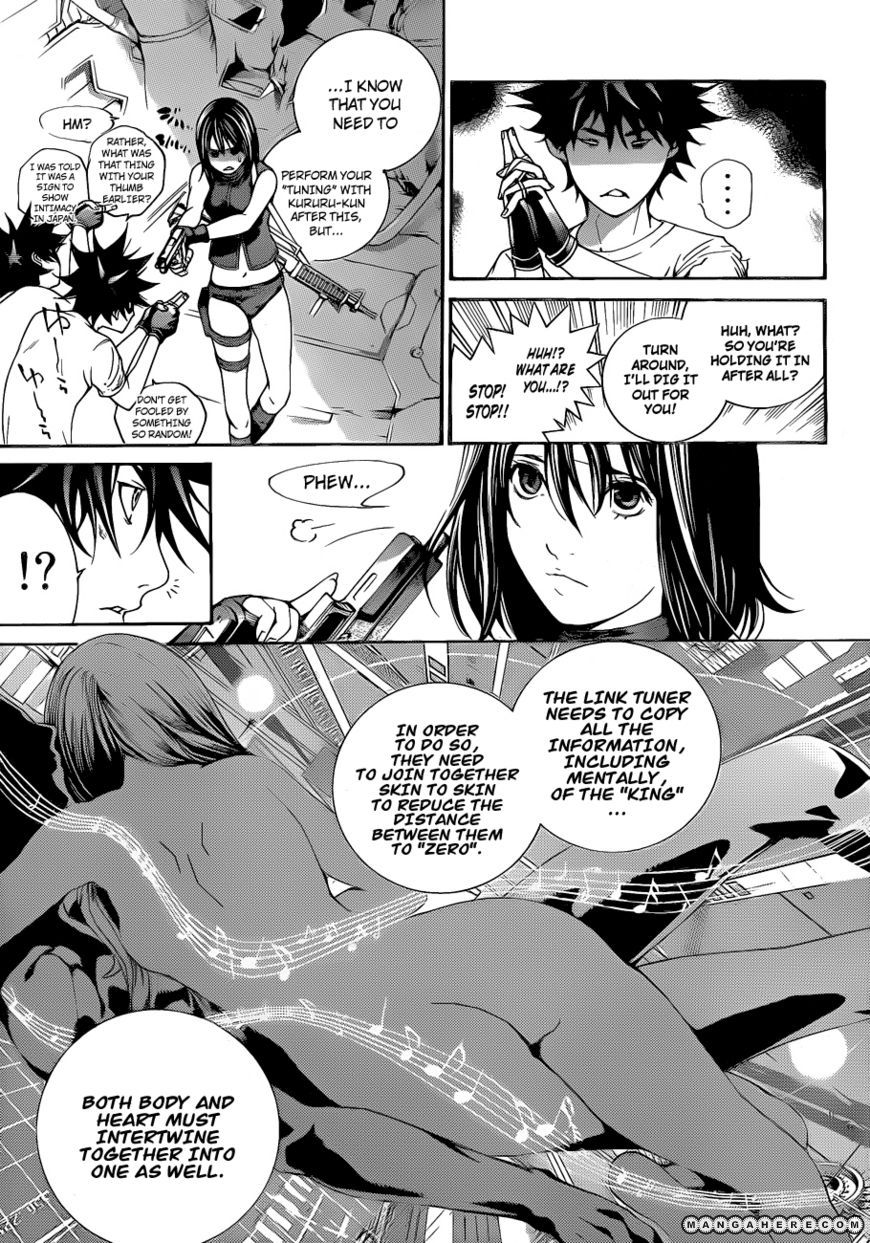 . . . .
HUH, WHAT?
SO YOU'RE
HOLDING IT IN
AFTER ALL?
TURN
AROUND,
I'LL DIG IT
OUT FOR
YOU!
HUH!?
WHAT ARE
YOU...!?
STOP!
STOP!!
...I KNOW
THAT YOU
NEED TO
PERFORM YOUR
"TUNING" WITH
KURURU-KUN
AFTER THIS,
BUT...
HM?
RATHER,
WHAT WAS
THAT THING
WITH YOUR
THUMB
EARLIER?
I WAS TOLD
IT WAS A
SIGN TO
SHOW
INTIMACY
IN JAPAN.
ゆ〜
ゆ〜
DON'T GET
FOOLED BY
SOMETHING
SO RANDOM!
PHEW...
!?
THE LINK TUNER
NEEDS TO COPY
ALL THE
INFORMATION,
INCLUDING
MENTALLY,
OF THE "KING"
...
IN ORDER
TO DO SO,
THEY NEED
TO JOIN TOGETHER
SKIN TO SKIN
TO REDUCE THE
DISTANCE
BETWEEN THEM
TO "ZERO".
BOTH BODY AND
HEART MUST
INTERTWINE
TOGETHER INTO
ONE AS WELL.
MANGAHERE.COM